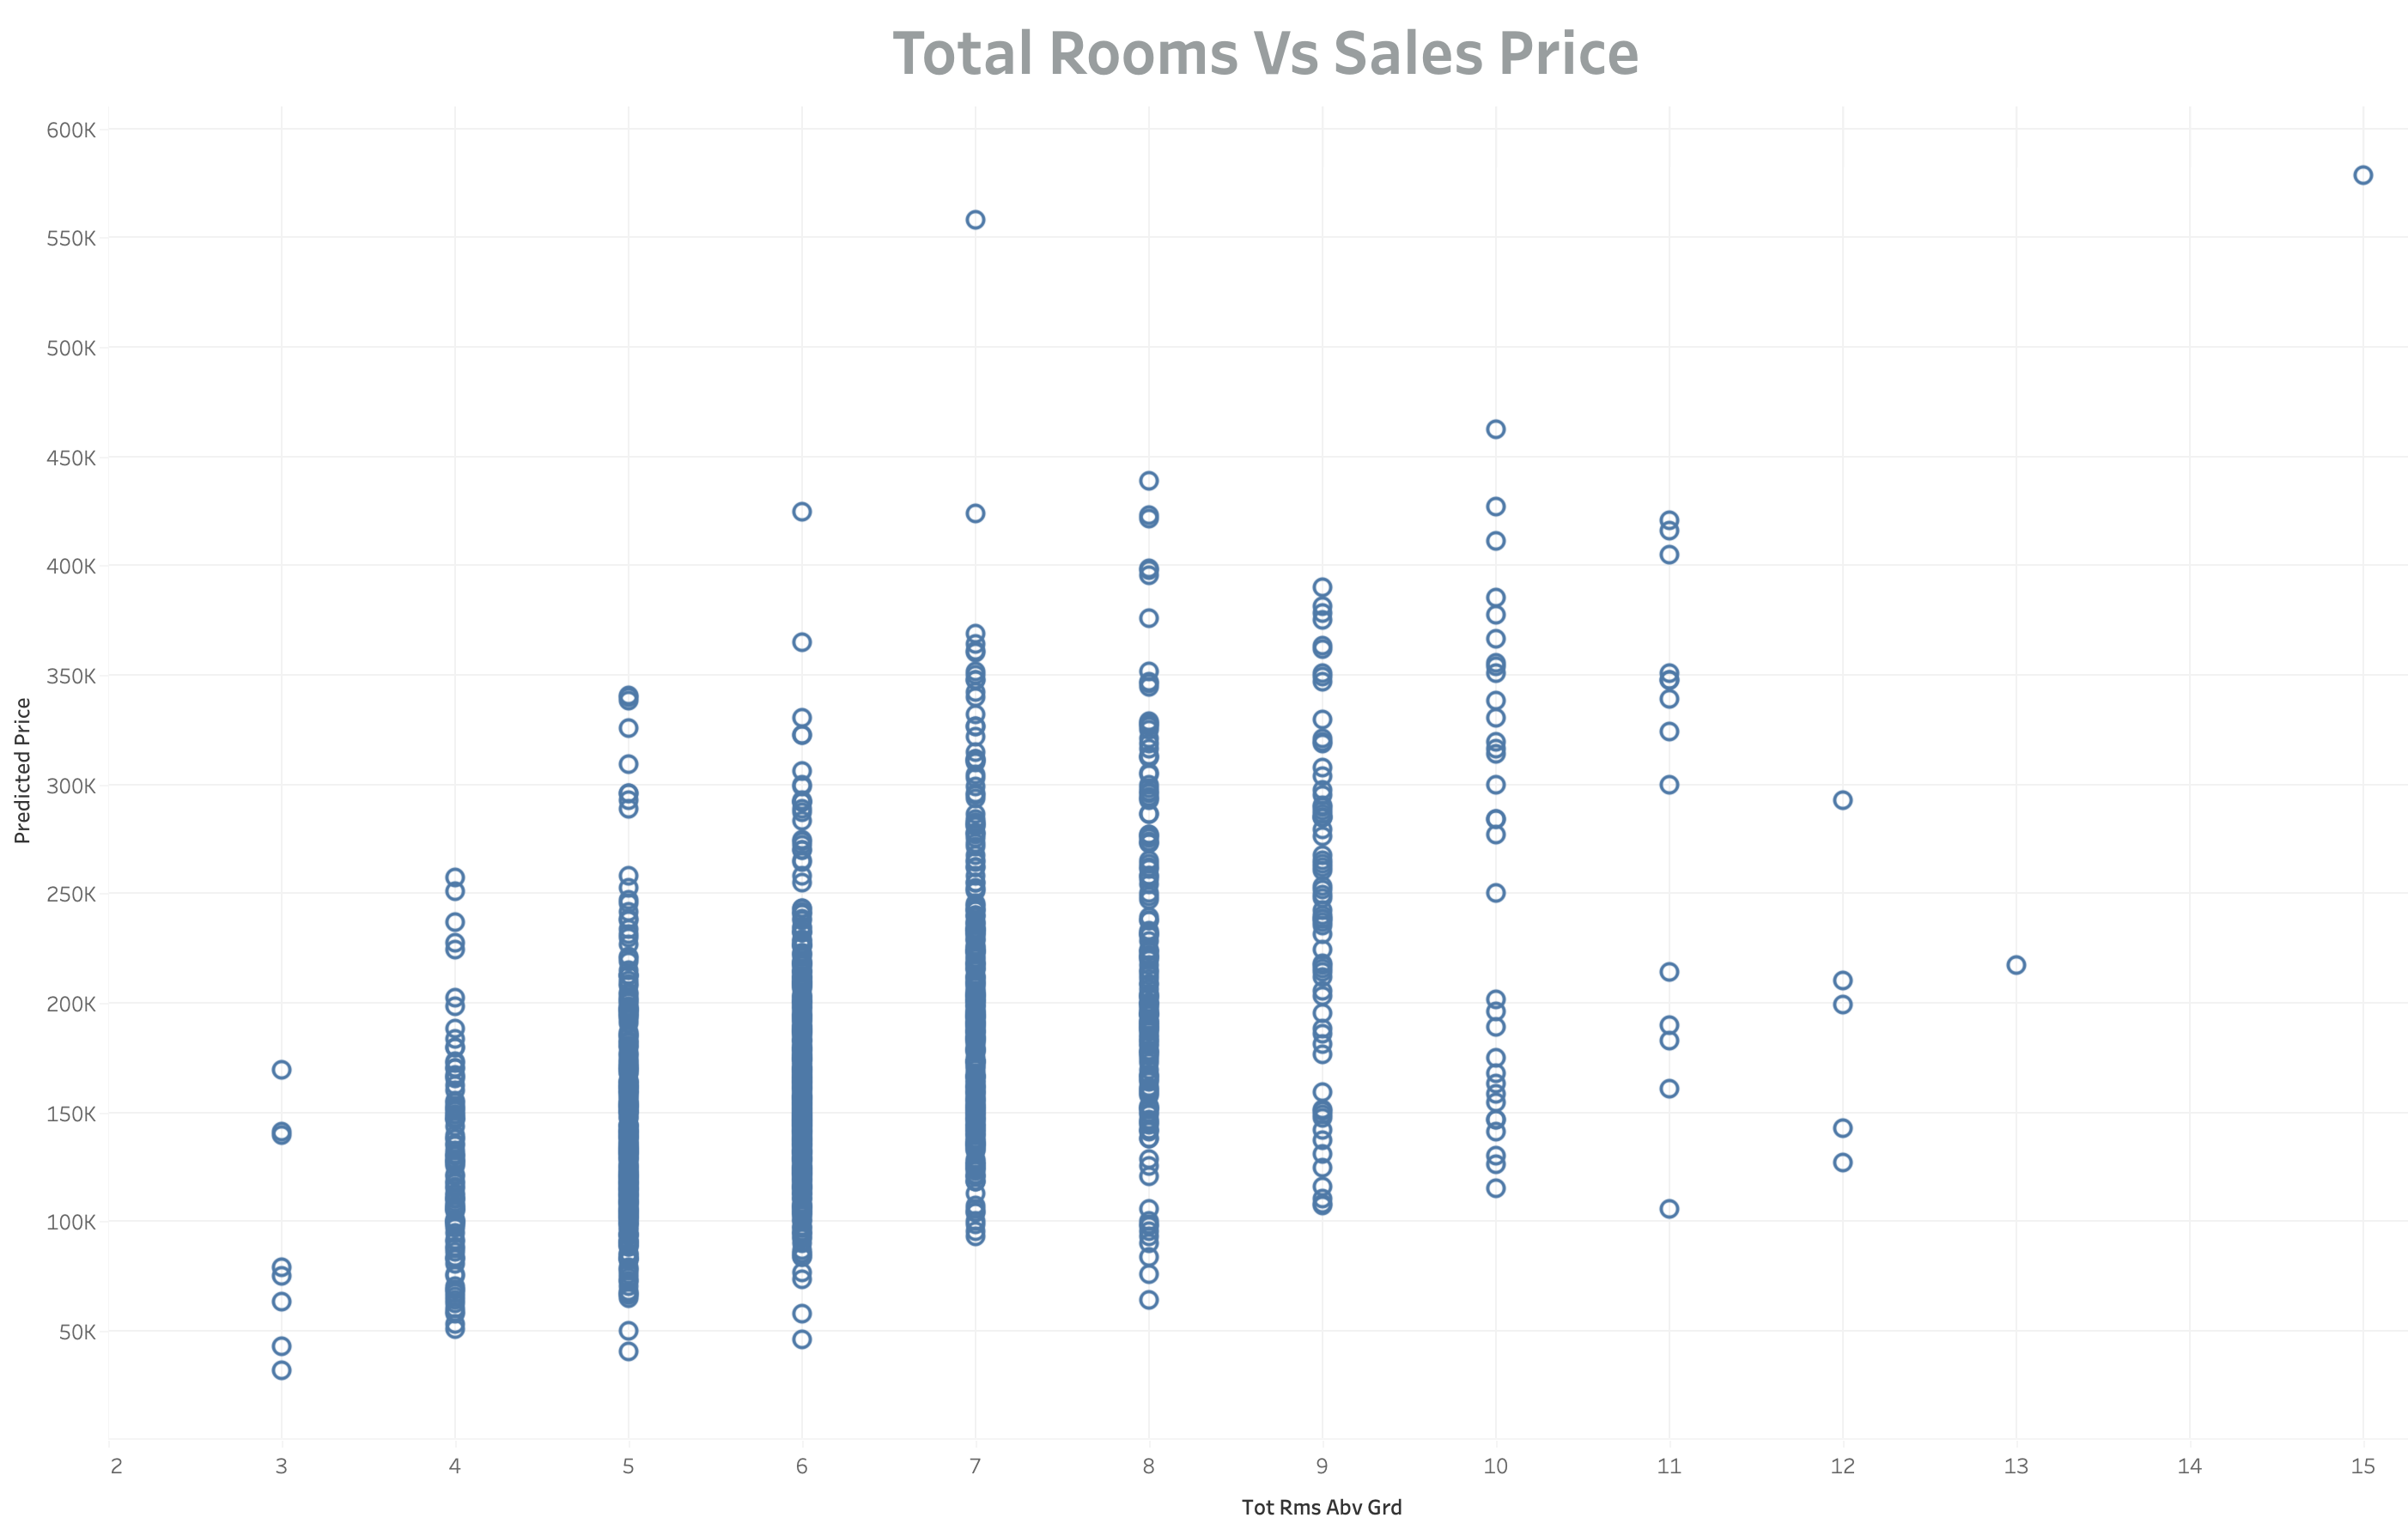 Total Rooms Vs Sales Price
600K
550K
500K
450K
400K
350K
300K
250K
200K
150K
100K
50K
Predicted Price
2 3 4 5 6 7 8 9 10 11 12 13 14 15
Tot Rms Abv Grd